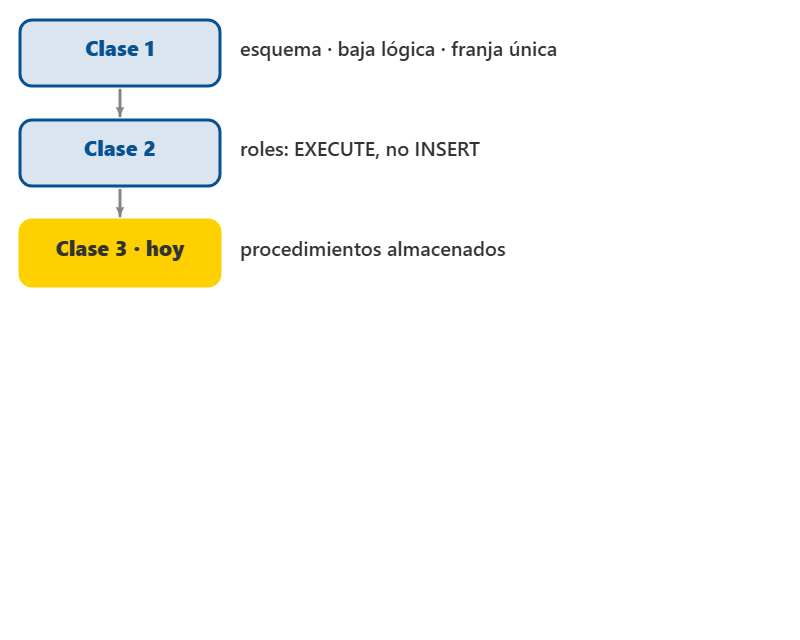 Clase 1
esquema · baja lógica · franja única
Clase 2
roles: EXECUTE, no INSERT
Clase 3 · hoy
procedimientos almacenados